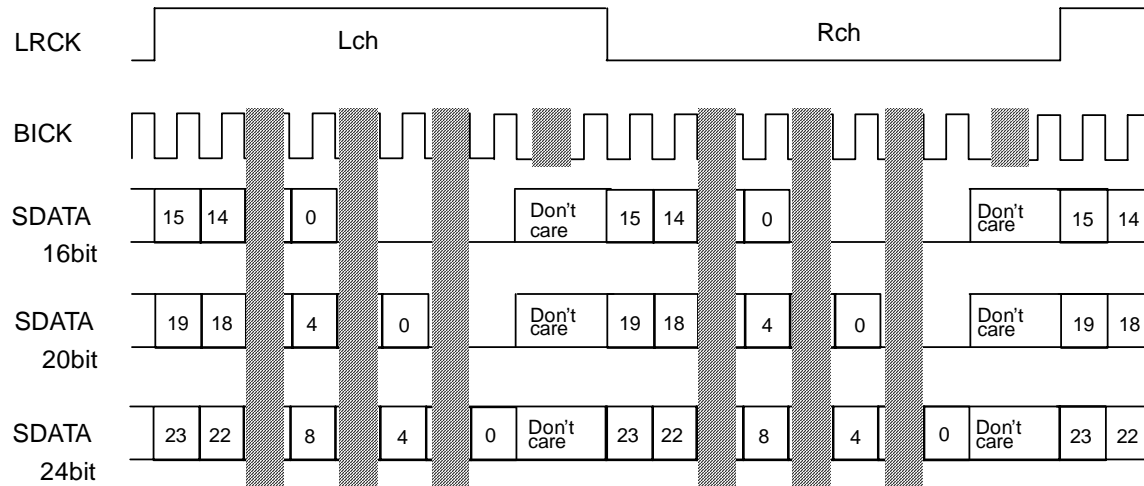 LRCK Lch Rch
BICK
SDATA 15 14 0 Don't care 15 14 0 Don't care 15 14
16bit
SDATA 19 18 4 0 Don't care 19 18 4 0 Don't care 19 18
20bit
SDATA 23 22 8 4 0 Don't care 23 22 8 4 0 Don't care 23 22
24bit